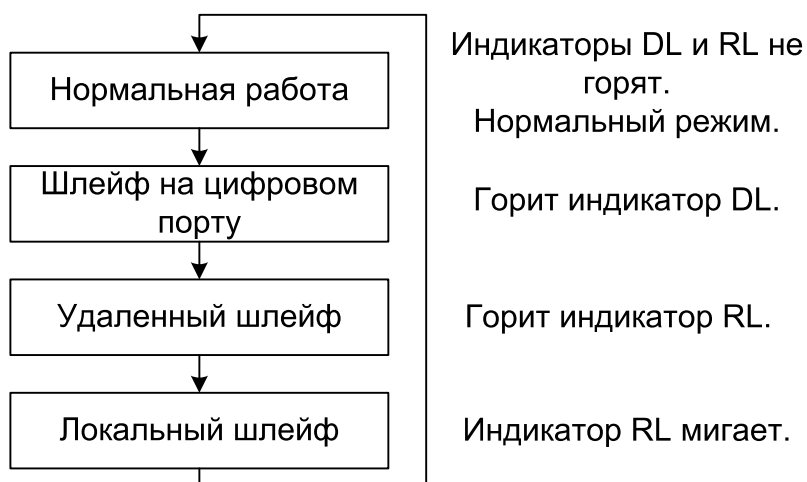 Индикаторы DL и RL не
горят.
Нормальный режим.
Нормальная работа
Шлейф на цифровом
порту
Горит индикатор DL.
Удаленный шлейф
Горит индикатор RL.
Локальный шлейф
Индикатор RL мигает.